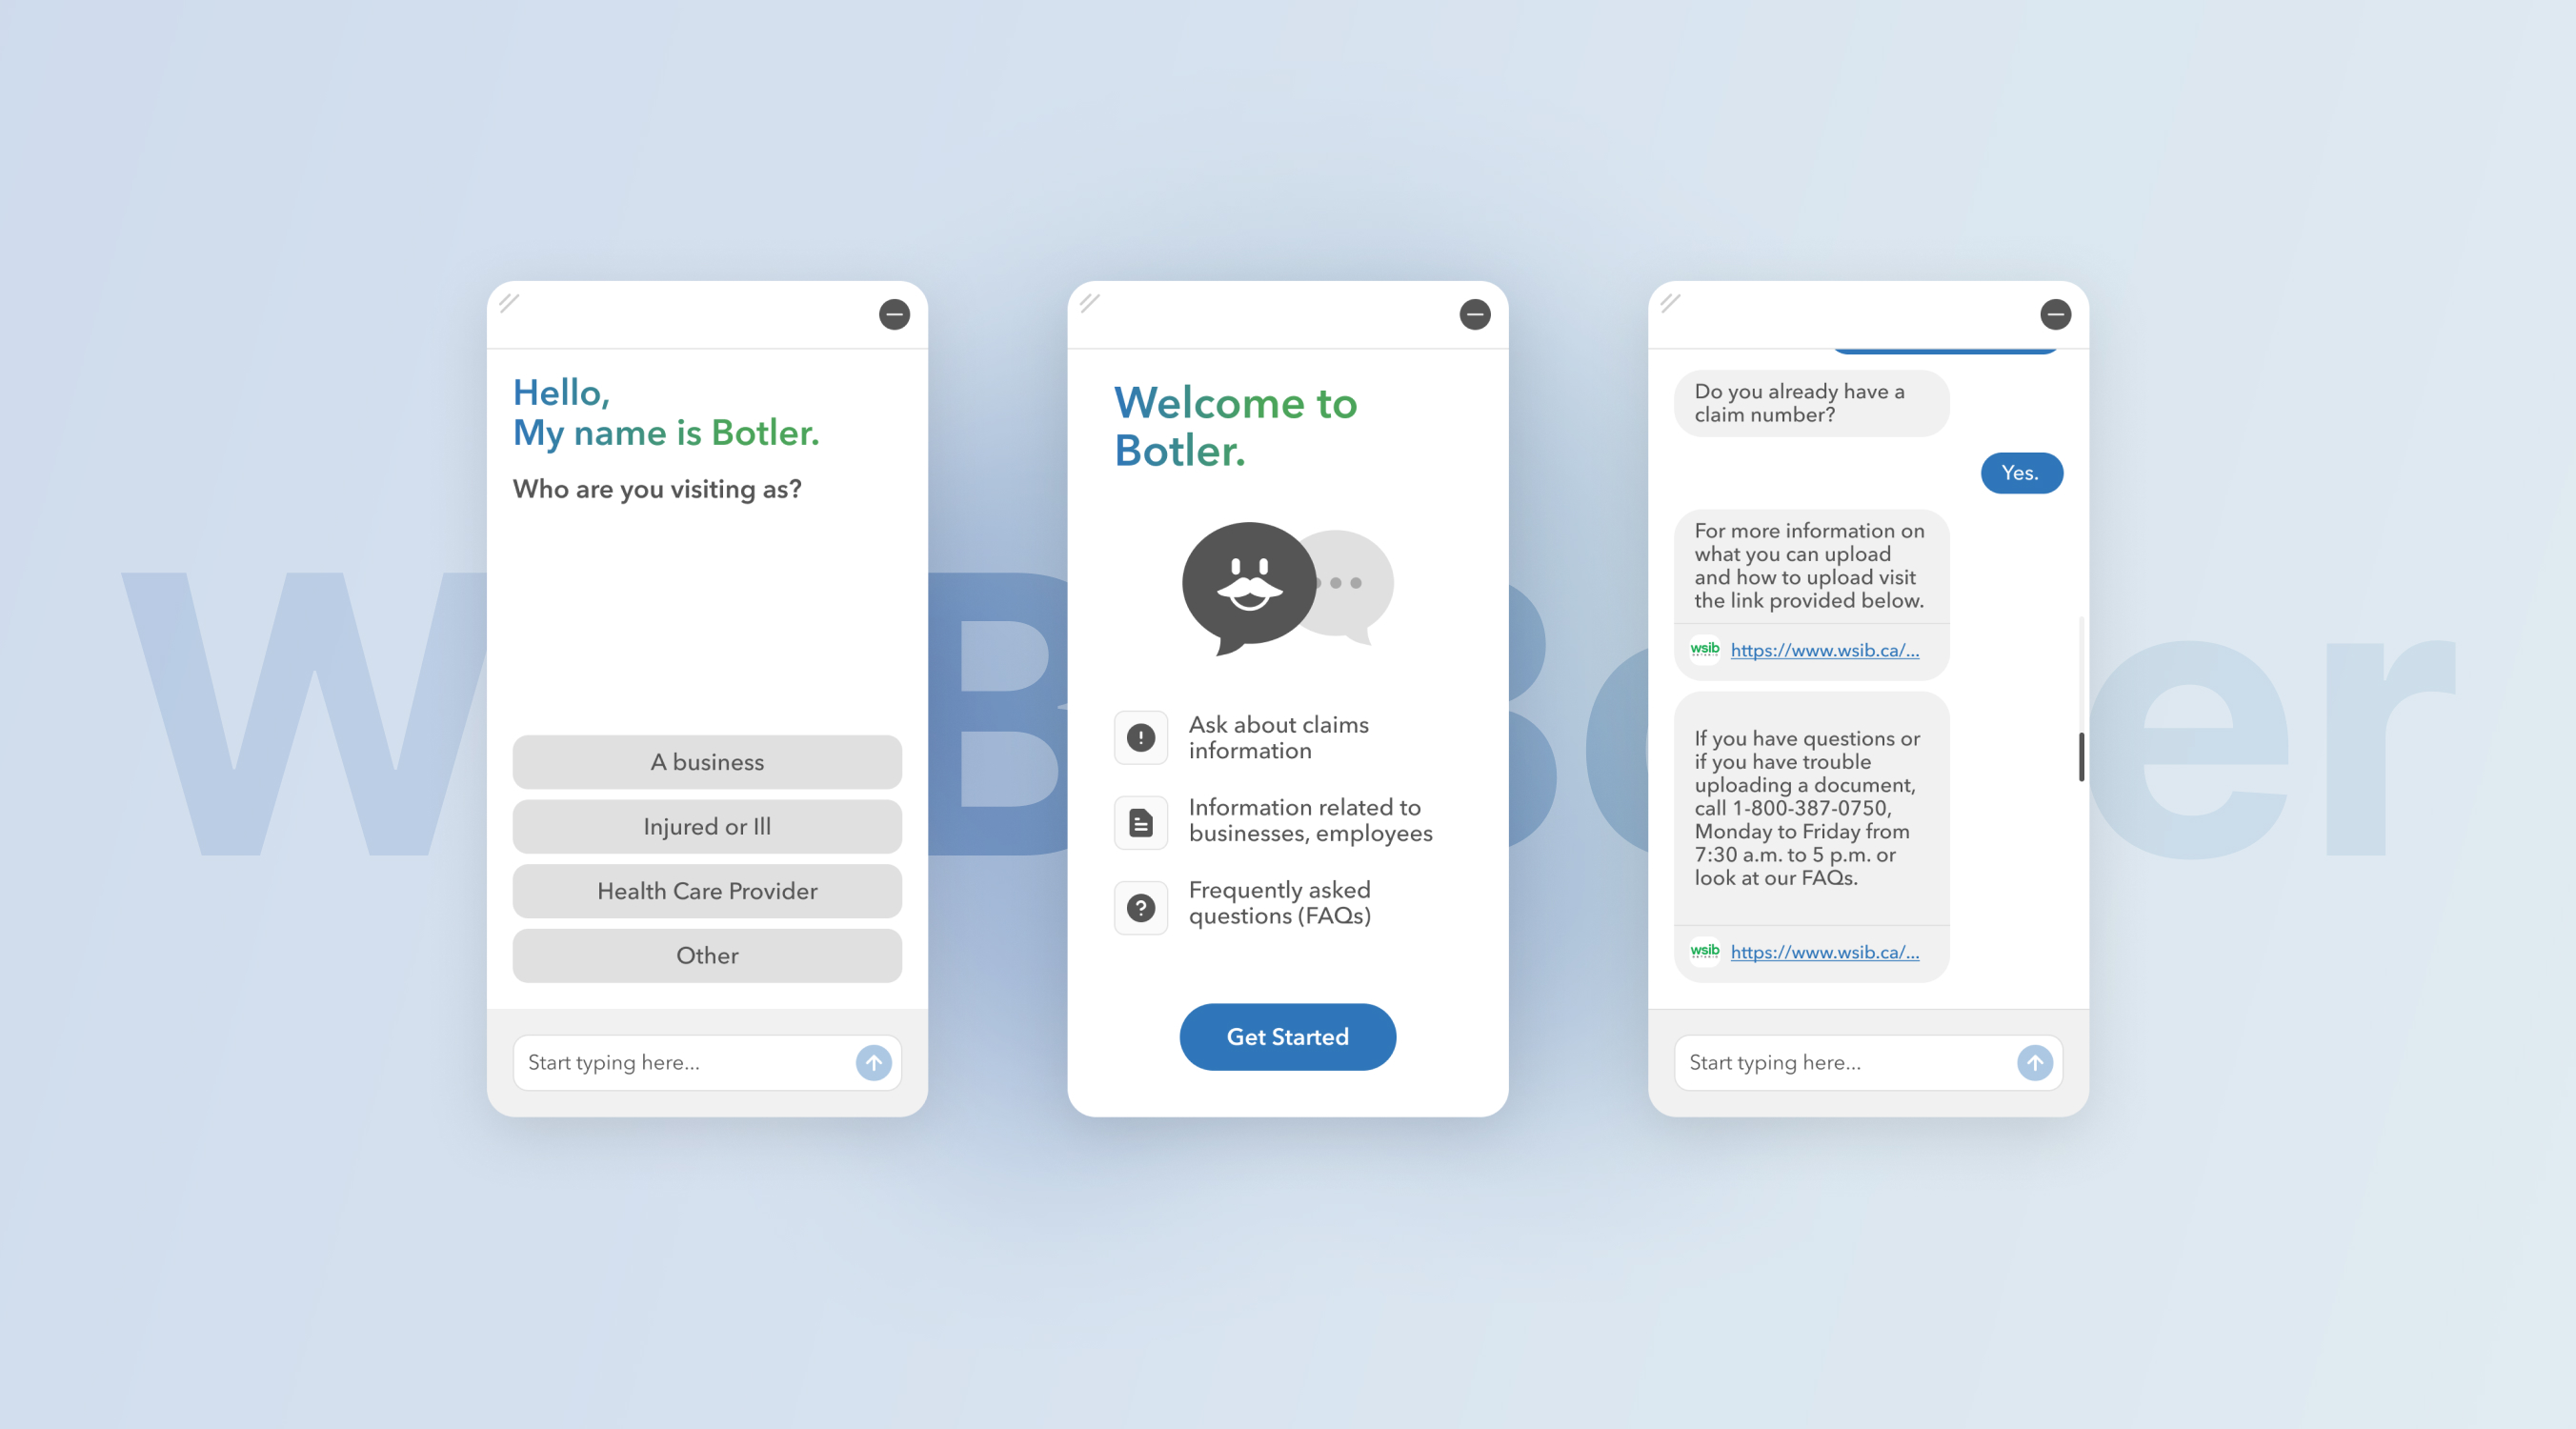 Hello,
My name is Botler.
Who are you visiting as?
A business
Injured or Ill
Health Care Provider
Other
Start typing here...
Welcome to
Botler.
Ask about claims
information
Information related to
businesses, employees
Frequently asked
questions (FAQs)
Get Started
Do you already have a
claim number?
Yes.
For more information on
what you can upload
and how to upload visit
the link provided below.
wsib
https://www.wsib.ca/...
If you have questions or
if you have trouble
uploading a document,
call 1-800-387-0750,
Monday to Friday from
7:30 a.m. to 5 p.m. or
look at our FAQs.
wsib
https://www.wsib.ca/...
Start typing here...